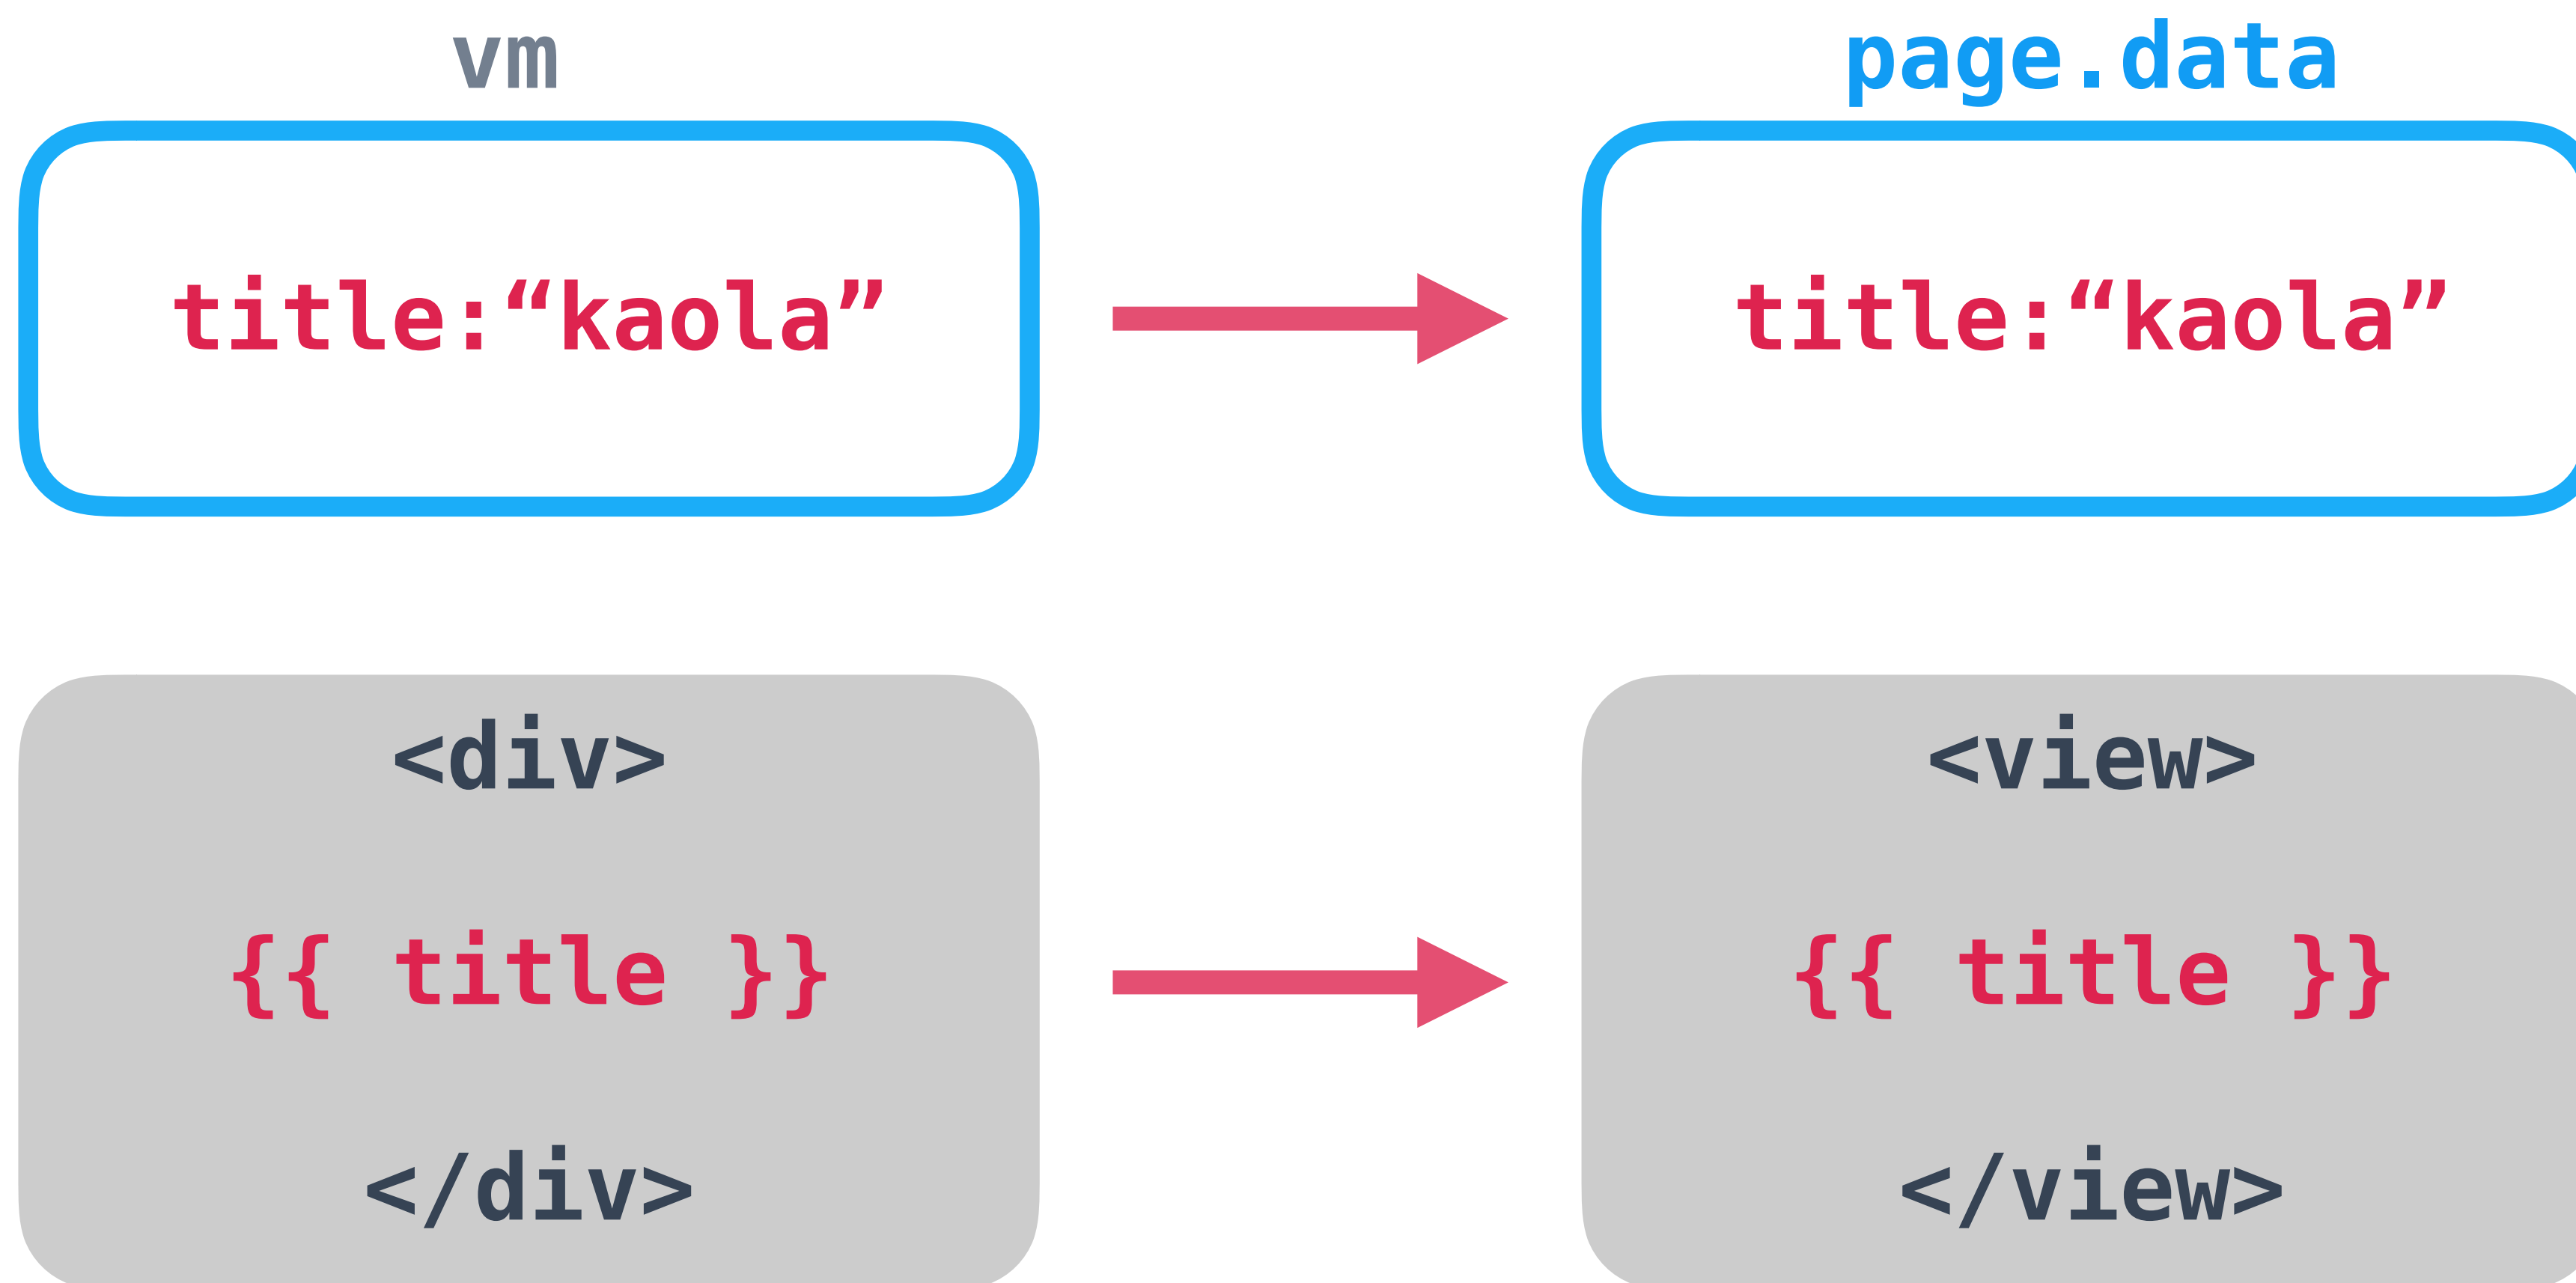 vm
page.data
title:“kaola”
title:“kaola”
<div>
{{ title }}
</div>
<view>
{{ title }}
</view>